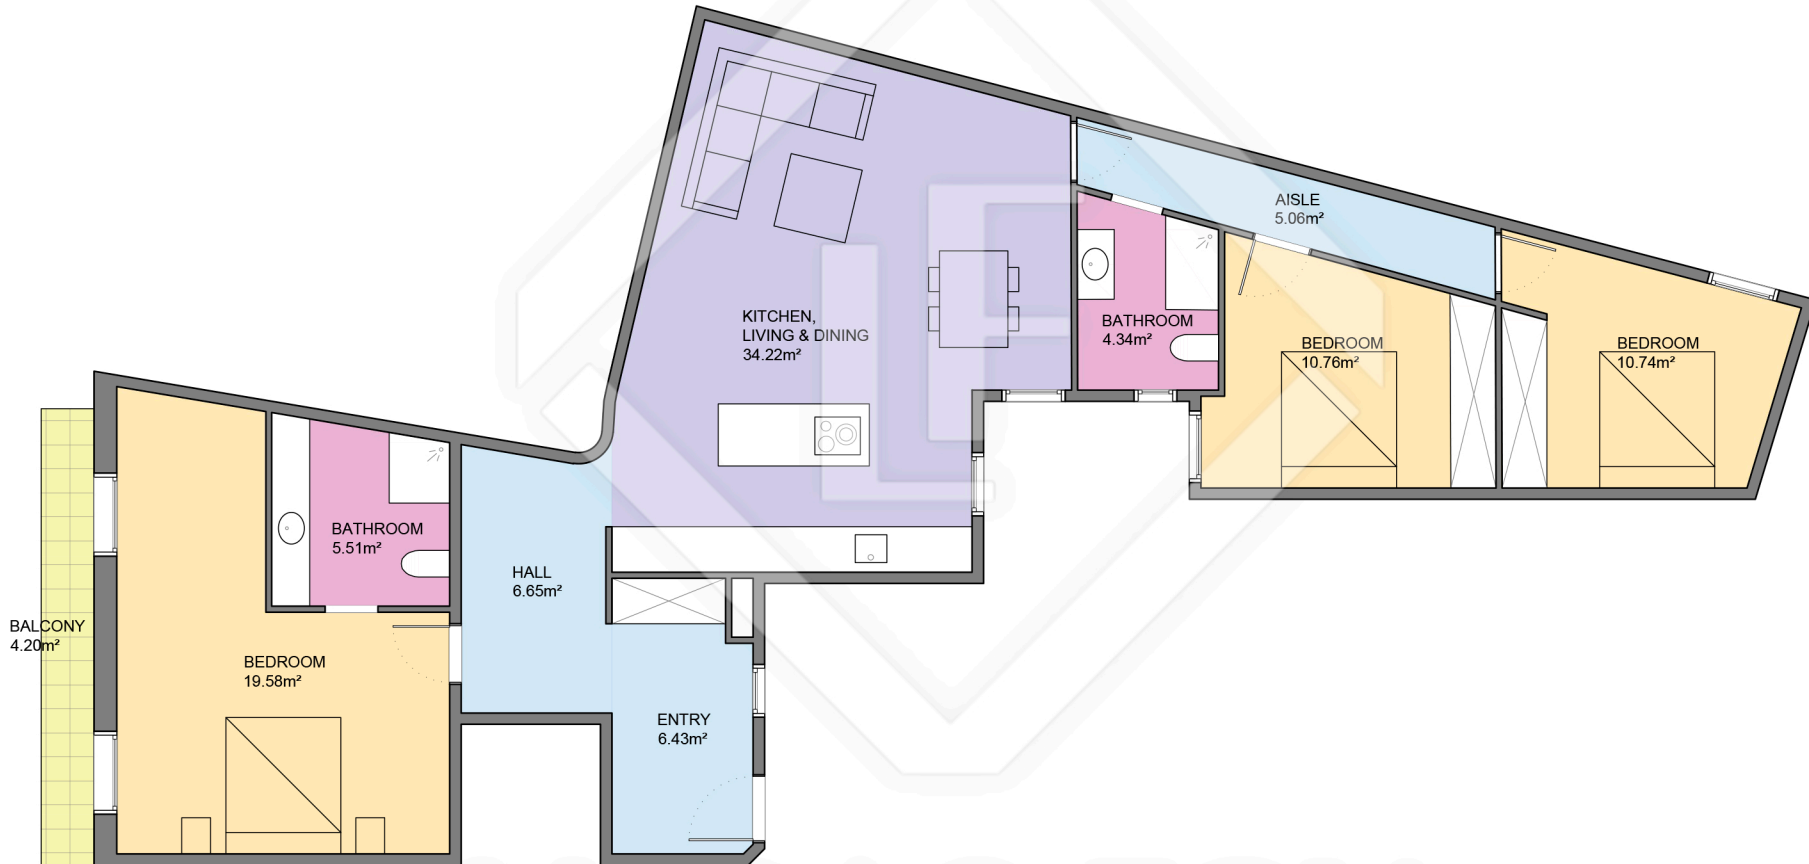 AISLE
5.06m²
KITCHEN,
LIVING & DINING
34.22m²
BATHROOM
4.34m²
BEDROOM
10.76m²
BEDROOM
10.74m²
BATHROOM
5.51m²
HALL
6.65m²
BALCONY
4.20m²
BEDROOM
19.58m²
ENTRY
6.43m²